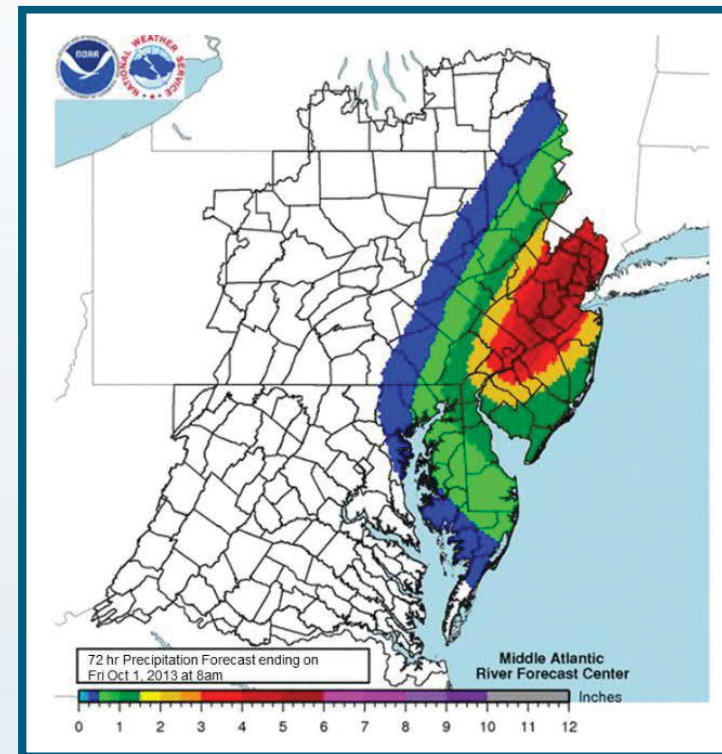 NOAA
NATIONAL WEATHER SERVICE
72 hr Precipitation Forecast ending on
Fri Oct 1, 2013 at 8am
Middle Atlantic
River Forecast Center
Inches
0 1 2 3 4 5 6 7 8 9 10 11 12